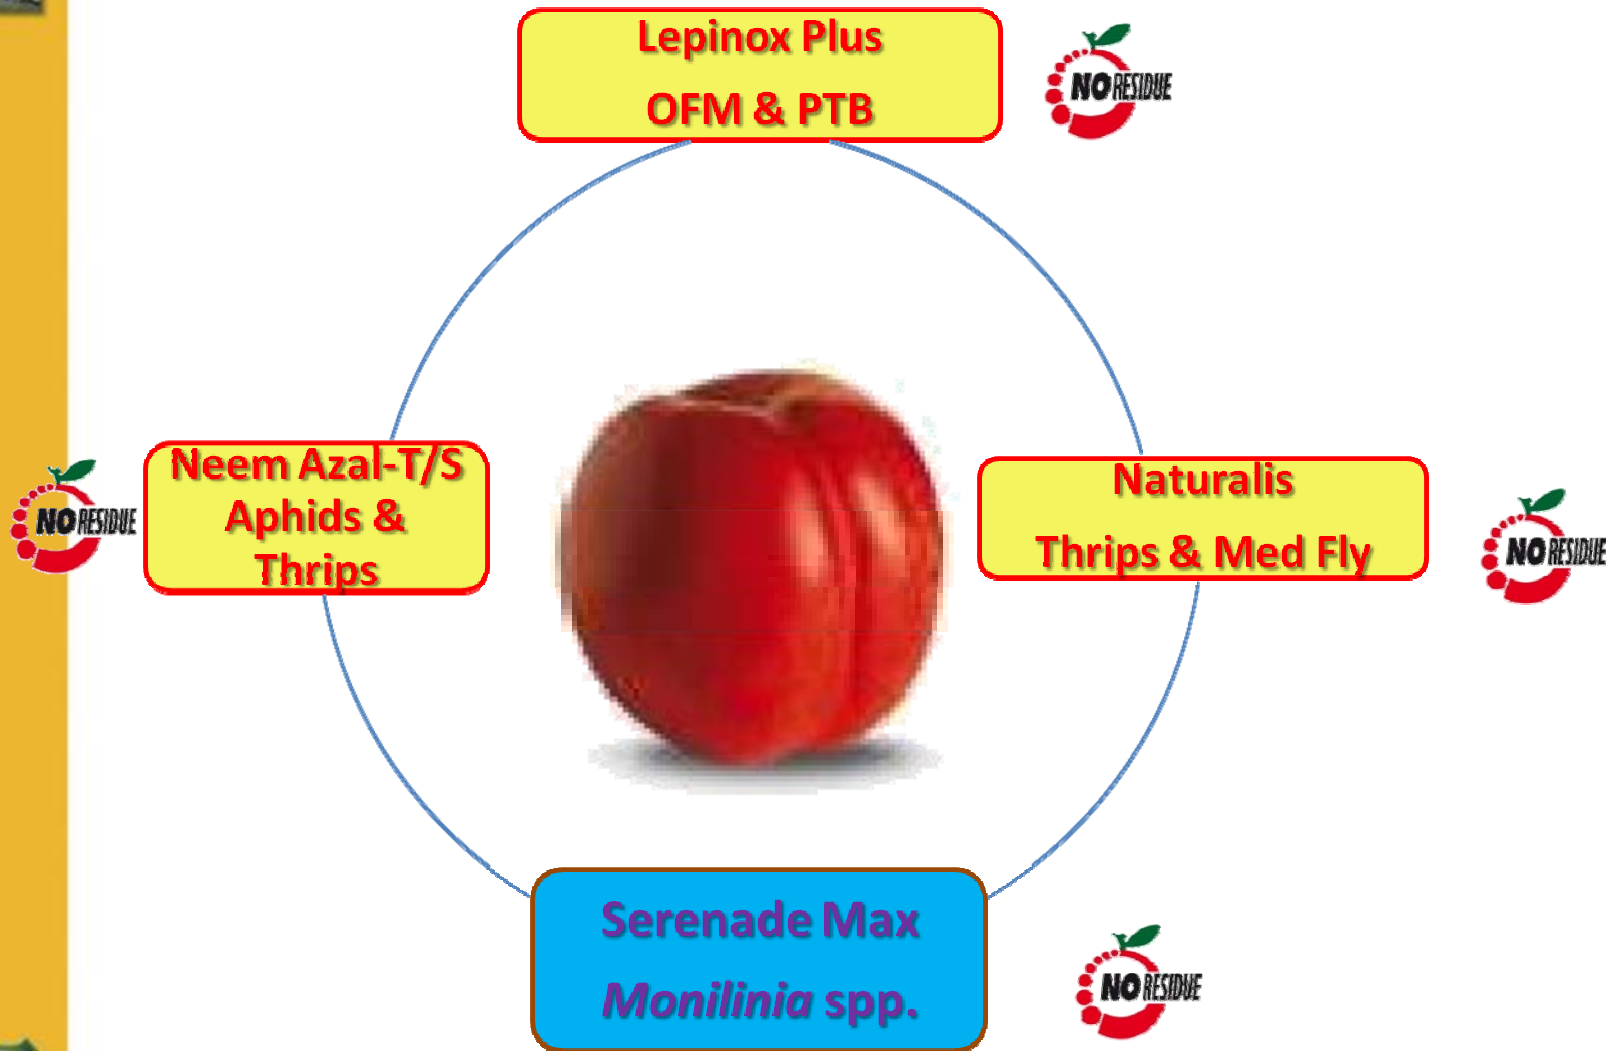 Lepinox Plus
OFM & PTB
NO RESIDUE
Neem Azal-T/S
Aphids &
Thrips
NO RESIDUE
Naturalis
Thrips & Med Fly
NO RESIDUE
Serenade Max
Monilinia spp.
NO RESIDUE